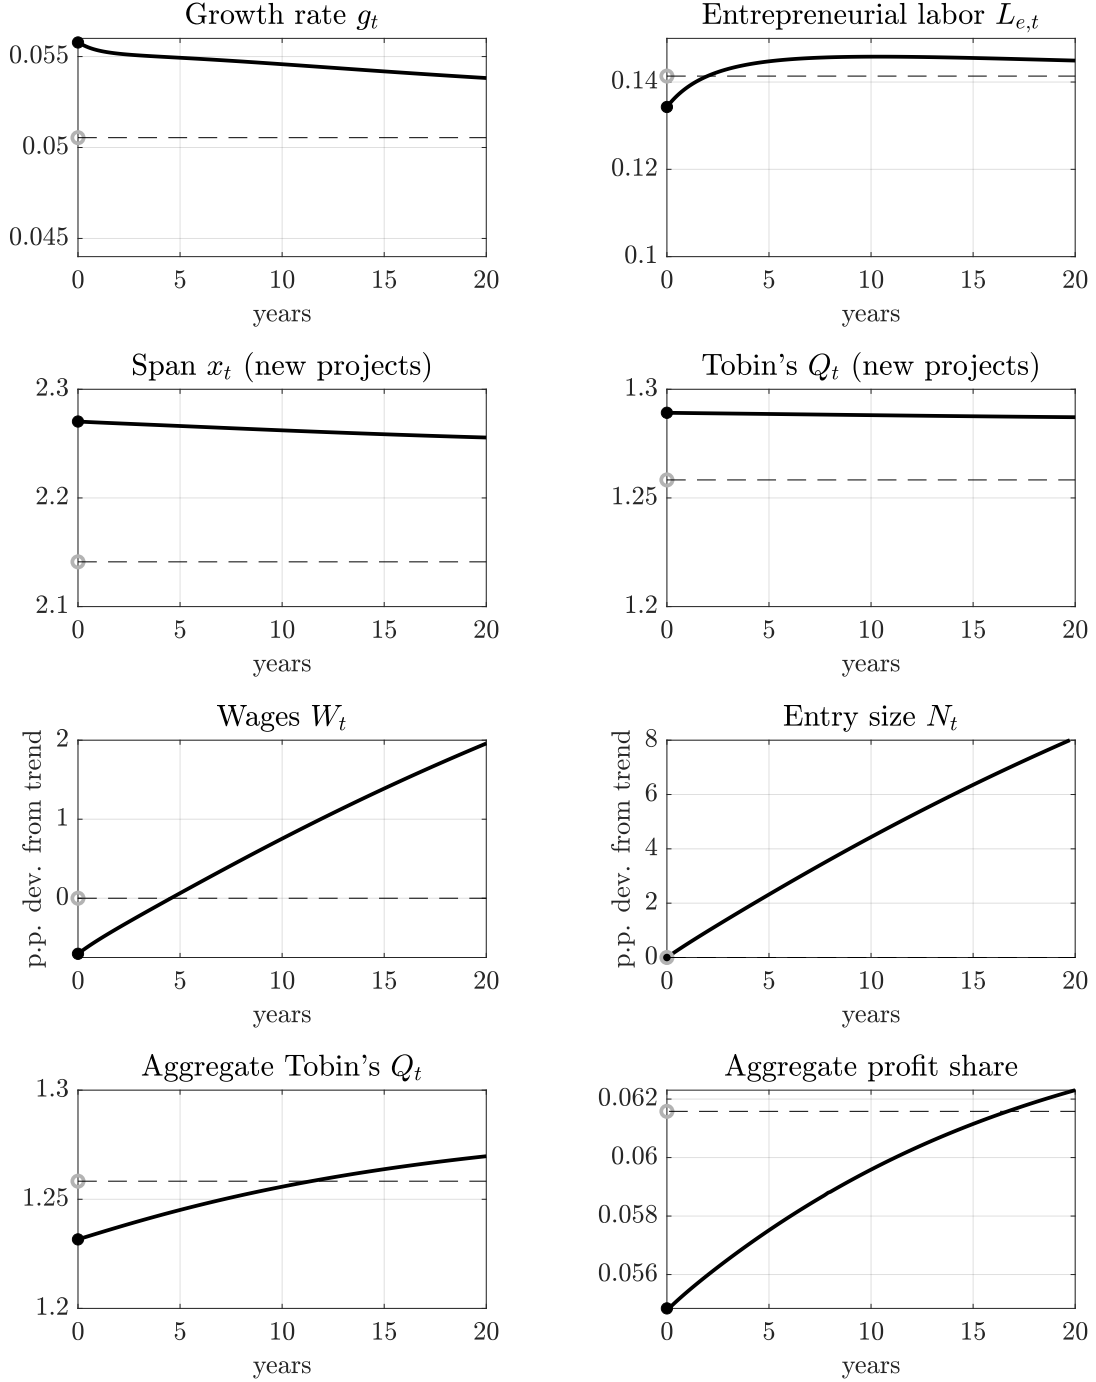 Growth rate g_t
0.055
0.05
0.045
0 5 10 15 20
years
Entrepreneurial labor L_{e,t}
0.14
0.12
0.1
0 5 10 15 20
years
Span x_t (new projects)
2.3
2.2
2.1
0 5 10 15 20
years
Tobin's Q_t (new projects)
1.3
1.25
1.2
0 5 10 15 20
years
Wages W_t
p.p. dev. from trend
2
1
0
0 5 10 15 20
years
Entry size N_t
p.p. dev. from trend
8
6
4
2
0
0 5 10 15 20
years
Aggregate Tobin's Q_t
1.3
1.25
1.2
0 5 10 15 20
years
Aggregate profit share
0.062
0.06
0.058
0.056
0 5 10 15 20
years